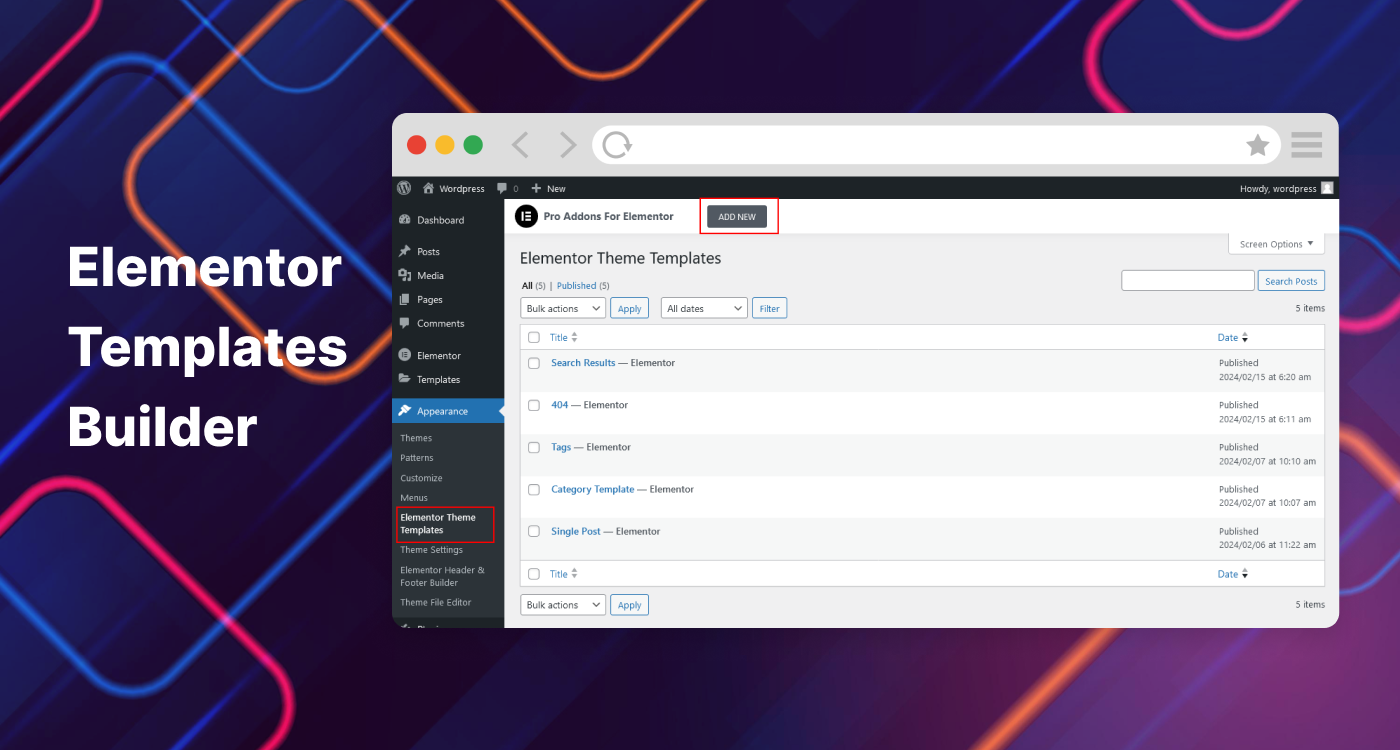 Elementor
Templates
Builder
Wordpress 0 New
Howdy, wordpress
Dashboard
Posts
Media
Pages
Comments
Elementor
Templates
Appearance
Themes
Patterns
Customize
Menus
Elementor Theme
Templates
Theme Settings
Elementor Header &
Footer Builder
Theme File Editor
Pro Addons For Elementor ADD NEW
Screen Options
Elementor Theme Templates
All (5) | Published (5)
Search Posts
Bulk actions Apply All dates Filter 5 items
Title Date
Search Results — Elementor Published
2024/02/15 at 6:20 am
404 — Elementor Published
2024/02/15 at 6:11 am
Tags — Elementor Published
2024/02/07 at 10:10 am
Category Template — Elementor Published
2024/02/07 at 10:07 am
Single Post — Elementor Published
2024/02/06 at 11:22 am
Title Date
Bulk actions Apply 5 items